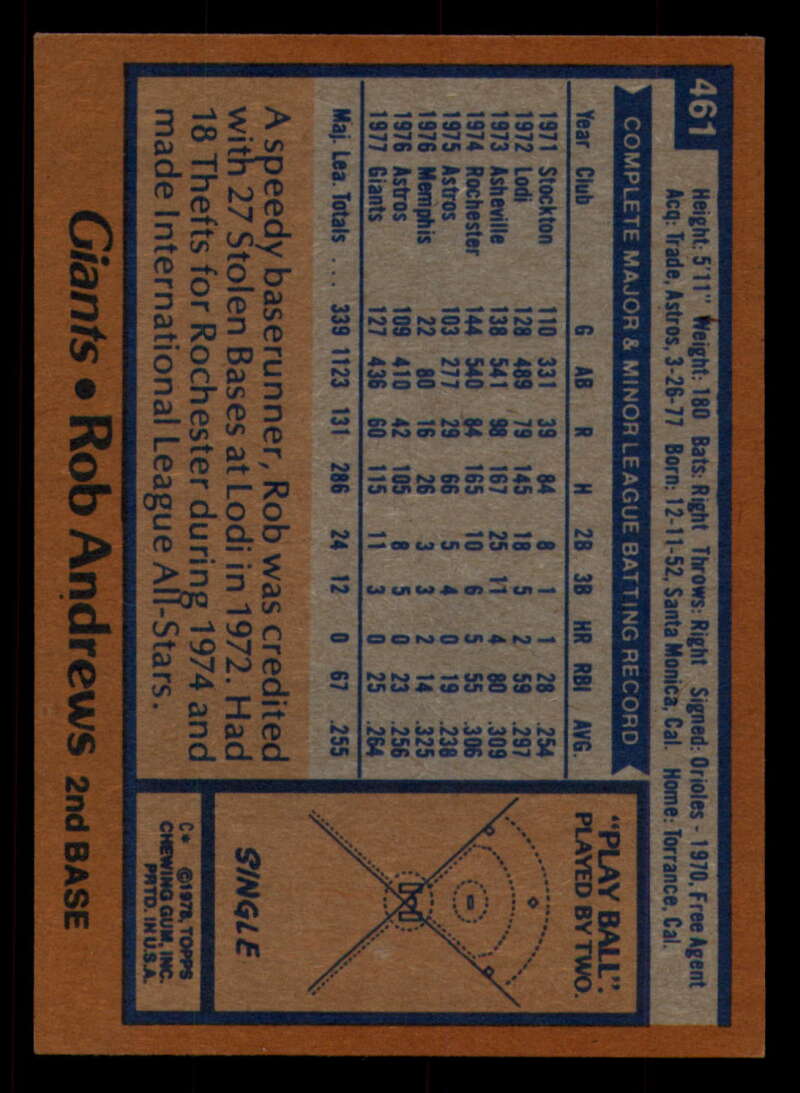 461
Height: 5'11" Weight: 180 Bats: Right Throws: Right Signed: Orioles - 1970, Free Agent
Acq: Trade, Astros, 3-26-77 Born: 12-11-52, Santa Monica, Cal. Home: Torrance, Cal.
COMPLETE MAJOR & MINOR LEAGUE BATTING RECORD
Year Club G AB R H 2B 3B HR RBI AVG.
1971 Stockton 110 331 39 84 8 1 1 28 .254
1972 Lodi 128 489 79 145 18 5 2 59 .297
1973 Asheville 138 541 98 167 25 11 4 80 .309
1974 Rochester 144 540 84 165 10 6 5 55 .306
1975 Astros 103 277 29 66 5 4 0 19 .238
1976 Memphis 22 80 16 26 3 3 2 14 .325
1976 Astros 109 410 42 105 8 5 0 23 .256
1977 Giants 127 436 60 115 11 3 0 25 .264
Maj. Lea. Totals ... 339 1123 131 286 24 12 0 67 .255
A speedy baserunner, Rob was credited
with 27 Stolen Bases at Lodi in 1972. Had
18 Thefts for Rochester during 1974 and
made International League All-Stars.
"PLAY BALL":
PLAYED BY TWO.
SINGLE
C* ©1978, TOPPS
CHEWING GUM, INC.
PRTD. IN U.S.A.
Giants • Rob Andrews 2nd BASE